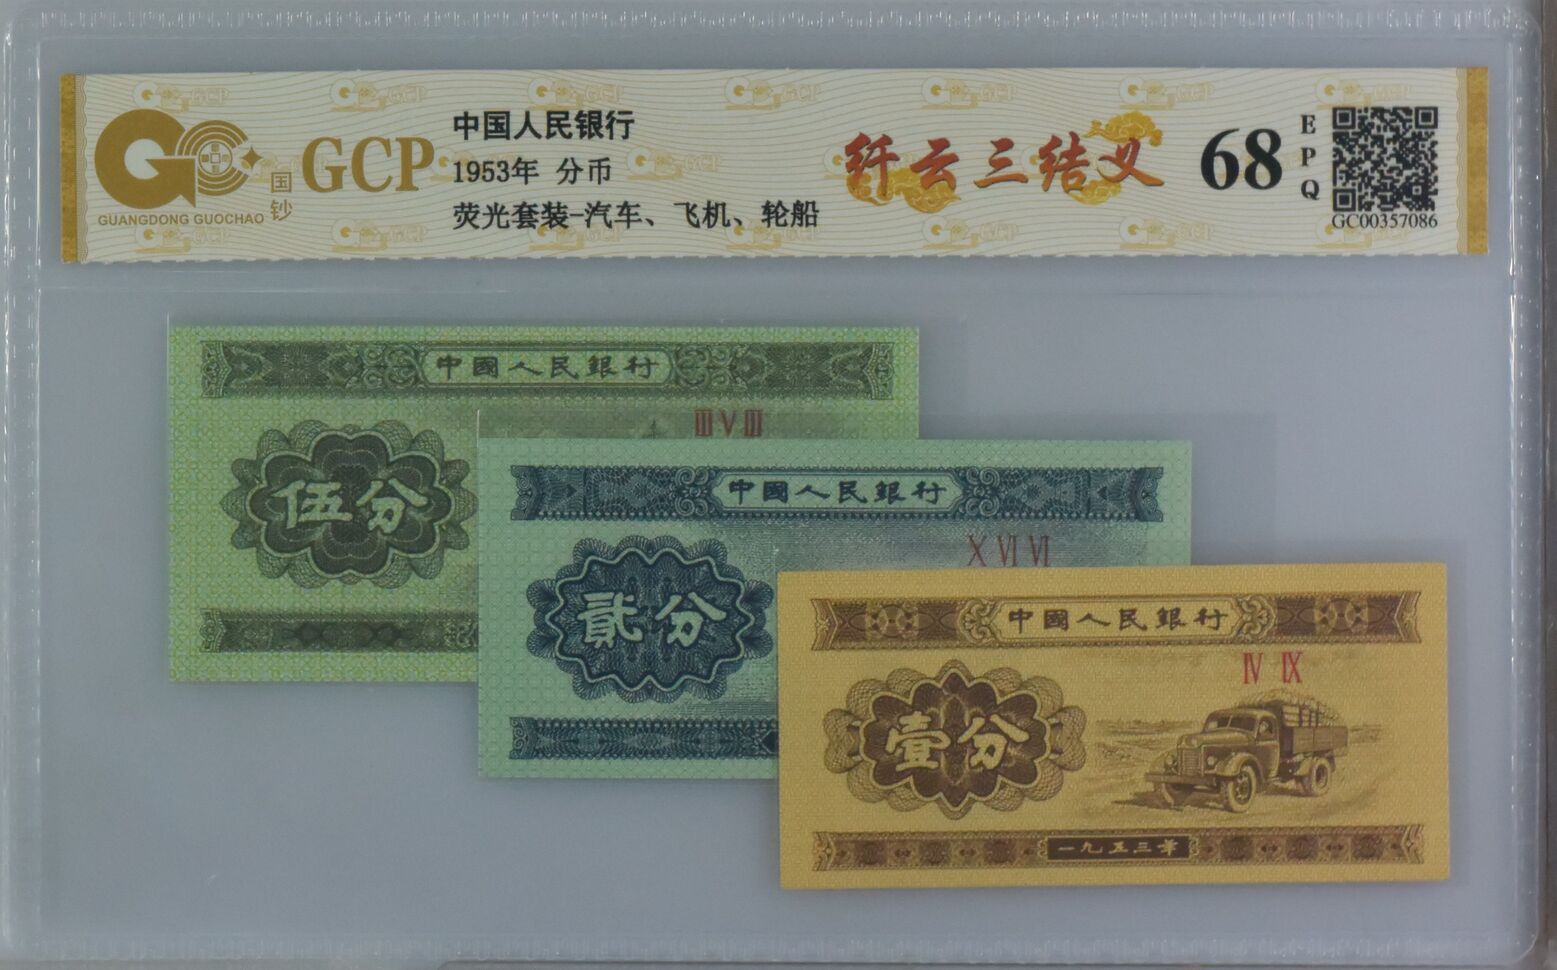 国钞
GCP
GUANGDONG GUOCHAO
中国人民银行
1953年 分币
荧光套装-汽车、飞机、轮船
纤云三结义
68
EPQ
GC00357086
中國人民銀行
III V III
伍分
中國人民銀行
X VI VI
貳分
中國人民銀行
IV IX
壹分
一九五三年